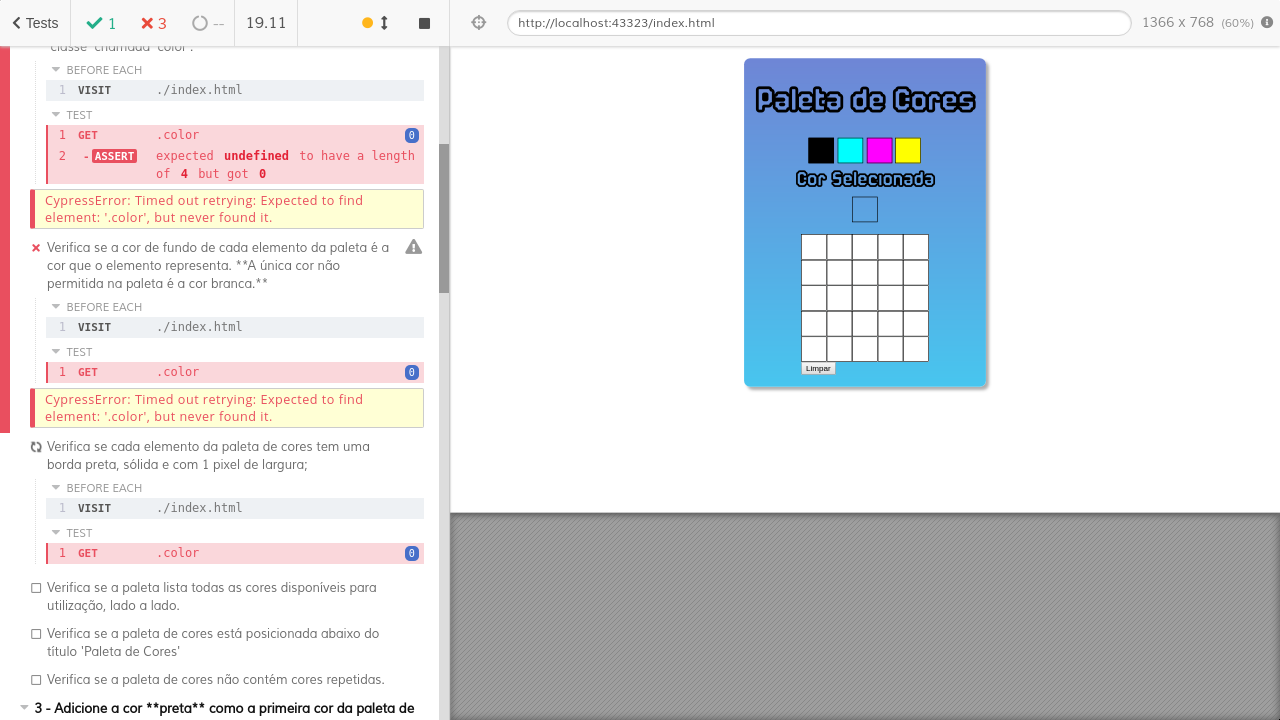 Tests
1
3
--
19.11
http://localhost:43323/index.html
1366 x 768 (60%)
classe chamada 'color'.
BEFORE EACH
1 VISIT ./index.html
TEST
1 GET .color 0
2 - ASSERT expected undefined to have a length
of 4 but got 0
CypressError: Timed out retrying: Expected to find
element: '.color', but never found it.
Verifica se a cor de fundo de cada elemento da paleta é a
cor que o elemento representa. **A única cor não
permitida na paleta é a cor branca.**
BEFORE EACH
1 VISIT ./index.html
TEST
1 GET .color 0
CypressError: Timed out retrying: Expected to find
element: '.color', but never found it.
Verifica se cada elemento da paleta de cores tem uma
borda preta, sólida e com 1 pixel de largura;
BEFORE EACH
1 VISIT ./index.html
TEST
1 GET .color 0
Verifica se a paleta lista todas as cores disponíveis para
utilização, lado a lado.
Verifica se a paleta de cores está posicionada abaixo do
título 'Paleta de Cores'
Verifica se a paleta de cores não contém cores repetidas.
3 - Adicione a cor **preta** como a primeira cor da paleta de
Paleta de Cores
Cor Selecionada
Limpar